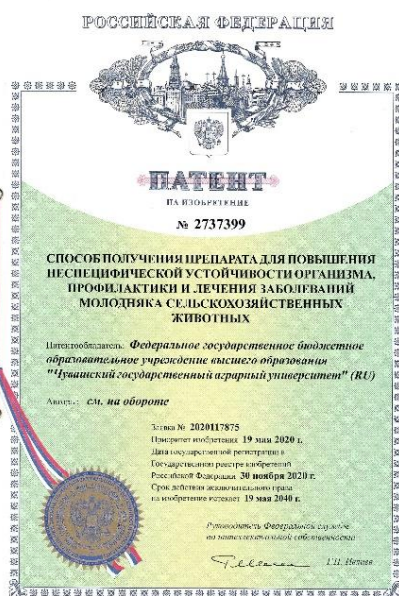 РОССИЙСКАЯ ФЕДЕРАЦИЯ
ПАТЕНТ
НА ИЗОБРЕТЕНИЕ
№ 2737399
СПОСОБ ПОЛУЧЕНИЯ ПРЕПАРАТА ДЛЯ ПОВЫШЕНИЯ
НЕСПЕЦИФИЧЕСКОЙ УСТОЙЧИВОСТИ ОРГАНИЗМА,
ПРОФИЛАКТИКИ И ЛЕЧЕНИЯ ЗАБОЛЕВАНИЙ
МОЛОДНЯКА СЕЛЬСКОХОЗЯЙСТВЕННЫХ
ЖИВОТНЫХ
Патентообладатель: Федеральное государственное бюджетное
образовательное учреждение высшего образования
"Чувашский государственный аграрный университет" (RU)
Авторы: см. на обороте
Заявка № 2020117875
Приоритет изобретения 19 мая 2020 г.
Дата государственной регистрации в
Государственном реестре изобретений
Российской Федерации 30 ноября 2020 г.
Срок действия исключительного права
на изобретение истекает 19 мая 2040 г.
Руководитель Федеральной службы
по интеллектуальной собственности
Г.П. Ивлиев